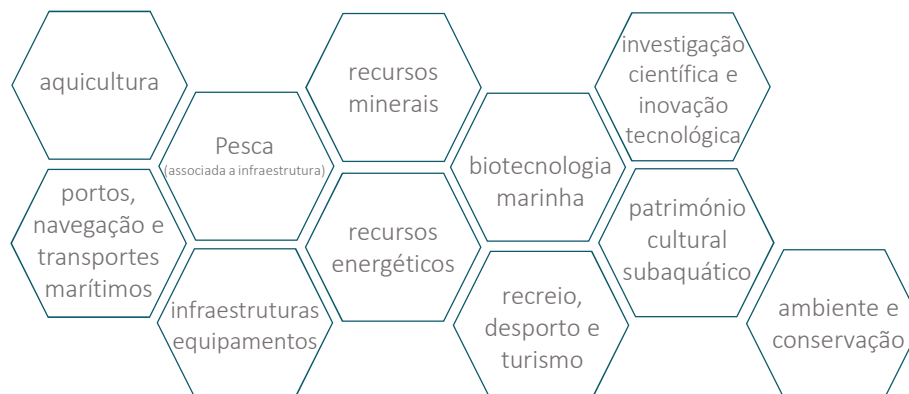 aquicultura
Pesca
(associada a infraestrutura)
recursos
minerais
investigação
científica e
inovação
tecnológica
biotecnologia
marinha
portos,
navegação e
transportes
marítimos
recursos
energéticos
património
cultural
subaquático
infraestruturas
equipamentos
recreio,
desporto e
turismo
ambiente e
conservação